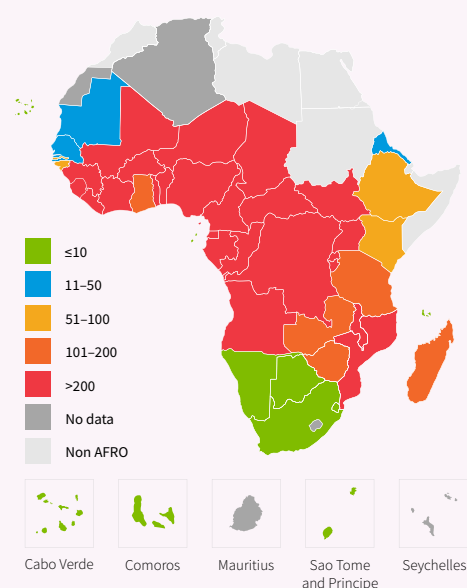 ≤10
11–50
51–100
101–200
>200
No data
Non AFRO
Cabo Verde
Comoros
Mauritius
Sao Tome
and Principe
Seychelles